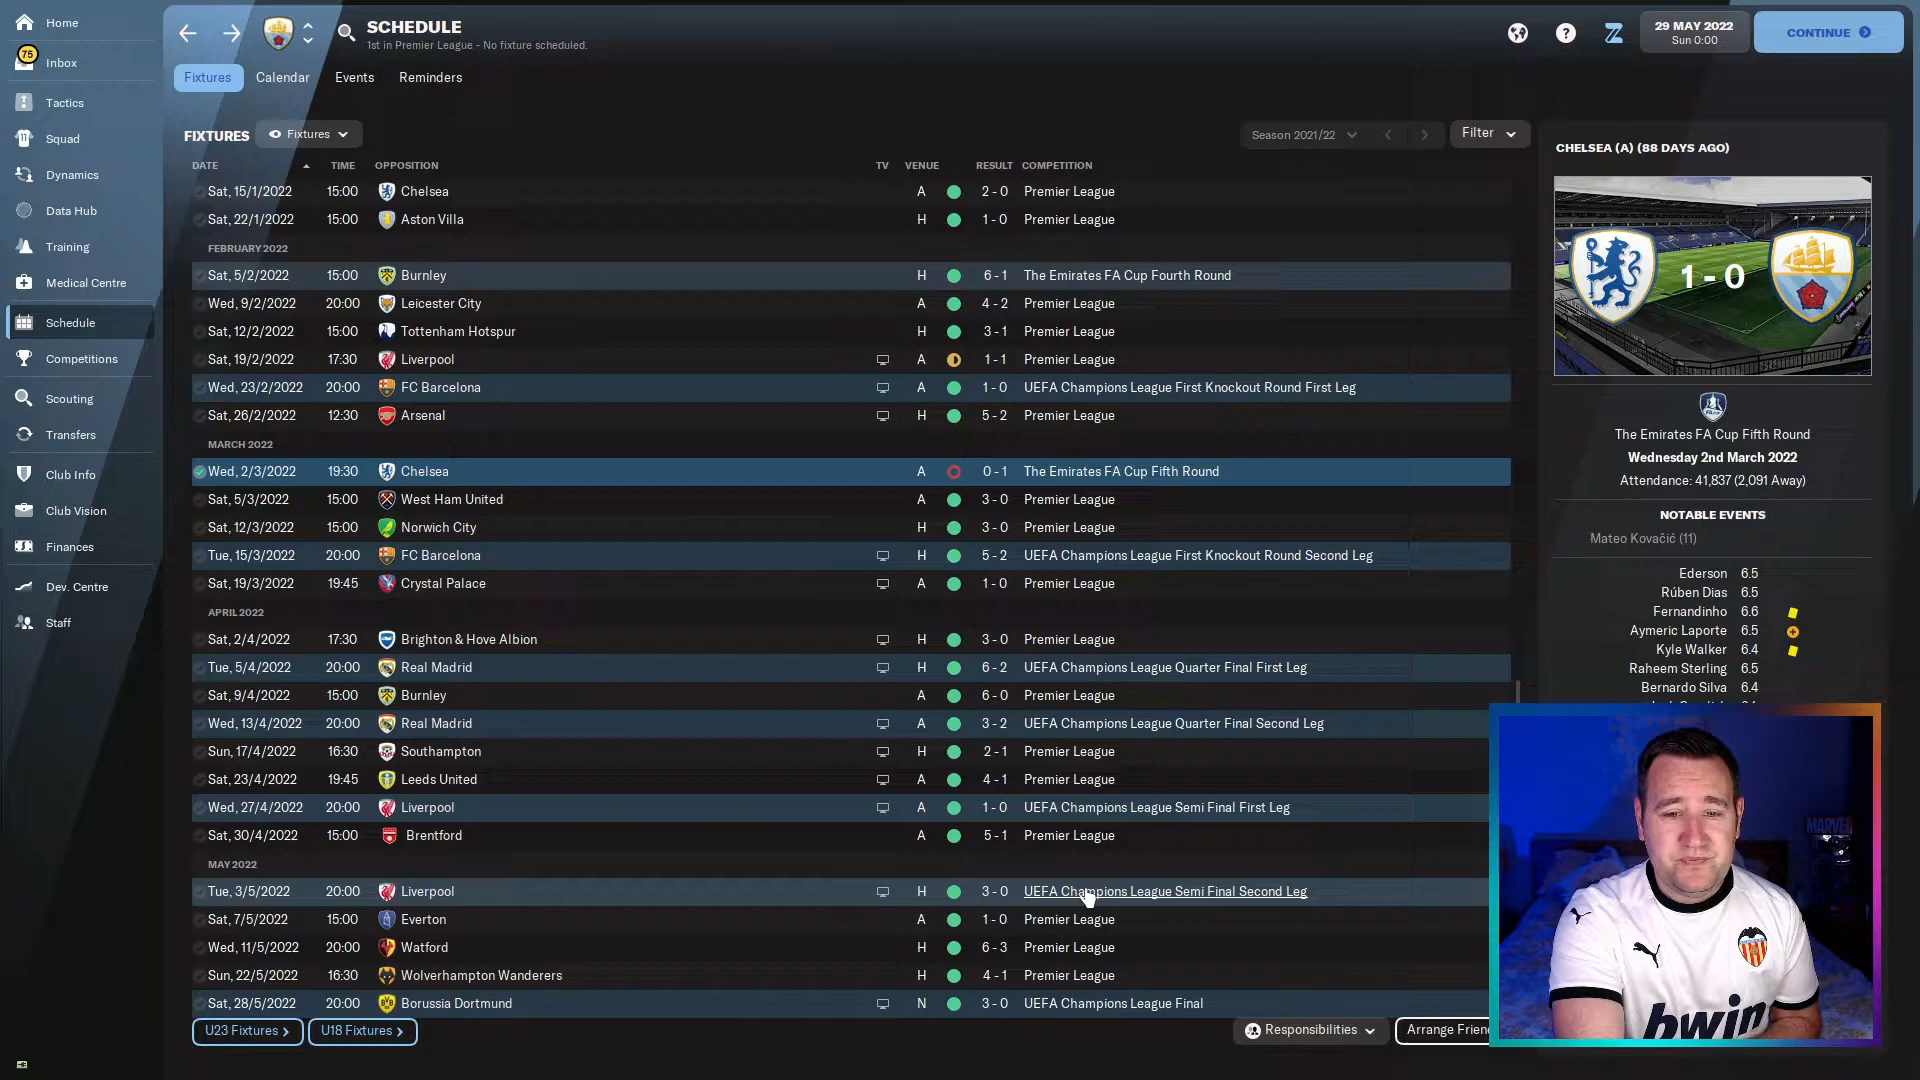 Home
75
Inbox
Tactics
Squad
Dynamics
Data Hub
Training
Medical Centre
Schedule
Competitions
Scouting
Transfers
Club Info
Club Vision
Finances
Dev. Centre
Staff
SCHEDULE
1st in Premier League - No fixture scheduled.
29 MAY 2022
Sun 0:00
CONTINUE
Fixtures Calendar Events Reminders
FIXTURES Fixtures Season 2021/22 Filter
DATE TIME OPPOSITION TV VENUE RESULT COMPETITION
Sat, 15/1/2022 15:00 Chelsea A 2 - 0 Premier League
Sat, 22/1/2022 15:00 Aston Villa H 1 - 0 Premier League
FEBRUARY 2022
Sat, 5/2/2022 15:00 Burnley H 6 - 1 The Emirates FA Cup Fourth Round
Wed, 9/2/2022 20:00 Leicester City A 4 - 2 Premier League
Sat, 12/2/2022 15:00 Tottenham Hotspur H 3 - 1 Premier League
Sat, 19/2/2022 17:30 Liverpool A 1 - 1 Premier League
Wed, 23/2/2022 20:00 FC Barcelona A 1 - 0 UEFA Champions League First Knockout Round First Leg
Sat, 26/2/2022 12:30 Arsenal H 5 - 2 Premier League
MARCH 2022
Wed, 2/3/2022 19:30 Chelsea A 0 - 1 The Emirates FA Cup Fifth Round
Sat, 5/3/2022 15:00 West Ham United A 3 - 0 Premier League
Sat, 12/3/2022 15:00 Norwich City H 3 - 0 Premier League
Tue, 15/3/2022 20:00 FC Barcelona H 5 - 2 UEFA Champions League First Knockout Round Second Leg
Sat, 19/3/2022 19:45 Crystal Palace A 1 - 0 Premier League
APRIL 2022
Sat, 2/4/2022 17:30 Brighton & Hove Albion H 3 - 0 Premier League
Tue, 5/4/2022 20:00 Real Madrid H 6 - 2 UEFA Champions League Quarter Final First Leg
Sat, 9/4/2022 15:00 Burnley A 6 - 0 Premier League
Wed, 13/4/2022 20:00 Real Madrid A 3 - 2 UEFA Champions League Quarter Final Second Leg
Sun, 17/4/2022 16:30 Southampton H 2 - 1 Premier League
Sat, 23/4/2022 19:45 Leeds United A 4 - 1 Premier League
Wed, 27/4/2022 20:00 Liverpool A 1 - 0 UEFA Champions League Semi Final First Leg
Sat, 30/4/2022 15:00 Brentford A 5 - 1 Premier League
MAY 2022
Tue, 3/5/2022 20:00 Liverpool H 3 - 0 UEFA Champions League Semi Final Second Leg
Sat, 7/5/2022 15:00 Everton A 1 - 0 Premier League
Wed, 11/5/2022 20:00 Watford H 6 - 3 Premier League
Sun, 22/5/2022 16:30 Wolverhampton Wanderers H 4 - 1 Premier League
Sat, 28/5/2022 20:00 Borussia Dortmund N 3 - 0 UEFA Champions League Final
U23 Fixtures U18 Fixtures Responsibilities Arrange Frien
CHELSEA (A) (88 DAYS AGO)
1 - 0
The Emirates FA Cup Fifth Round
Wednesday 2nd March 2022
Attendance: 41,837 (2,091 Away)
NOTABLE EVENTS
Mateo Kovačić (11)
Ederson 6.5
Rúben Dias 6.5
Fernandinho 6.6
Aymeric Laporte 6.5
Kyle Walker 6.4
Raheem Sterling 6.5
Bernardo Silva 6.4
MARVEL
bwin